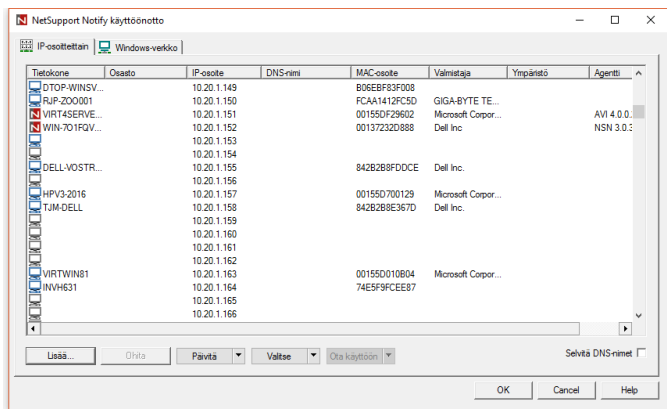 NetSupport Notify käyttöönotto
IP-osoitteittain Windows-verkko
Tietokone Osasto IP-osoite DNS-nimi MAC-osoite Valmistaja Ympäristö Agentti
DTOP-WINSV... 10.20.1.149 B06EBF83F008
RJP-ZOO001 10.20.1.150 FCAA1412FC5D GIGA-BYTE TE...
VIRT4SERVE... 10.20.1.151 00155DF29602 Microsoft Corpor... AVI 4.0.0.
WIN-7O1FQV... 10.20.1.152 00137232D888 Dell Inc NSN 3.0.3
10.20.1.153
10.20.1.154
DELL-VOSTR... 10.20.1.155 842B2B8FDDCE Dell Inc.
10.20.1.156
HPV3-2016 10.20.1.157 00155D700129 Microsoft Corpor...
TJM-DELL 10.20.1.158 842B2B8E367D Dell Inc.
10.20.1.159
10.20.1.160
10.20.1.161
10.20.1.162
VIRTWIN81 10.20.1.163 00155D010B04 Microsoft Corpor...
INVH631 10.20.1.164 74E5F9FCEE87
10.20.1.165
10.20.1.166
Lisää... Ohita Päivitä Valitse Ota käyttöön Selvitä DNS-nimet
OK Cancel Help